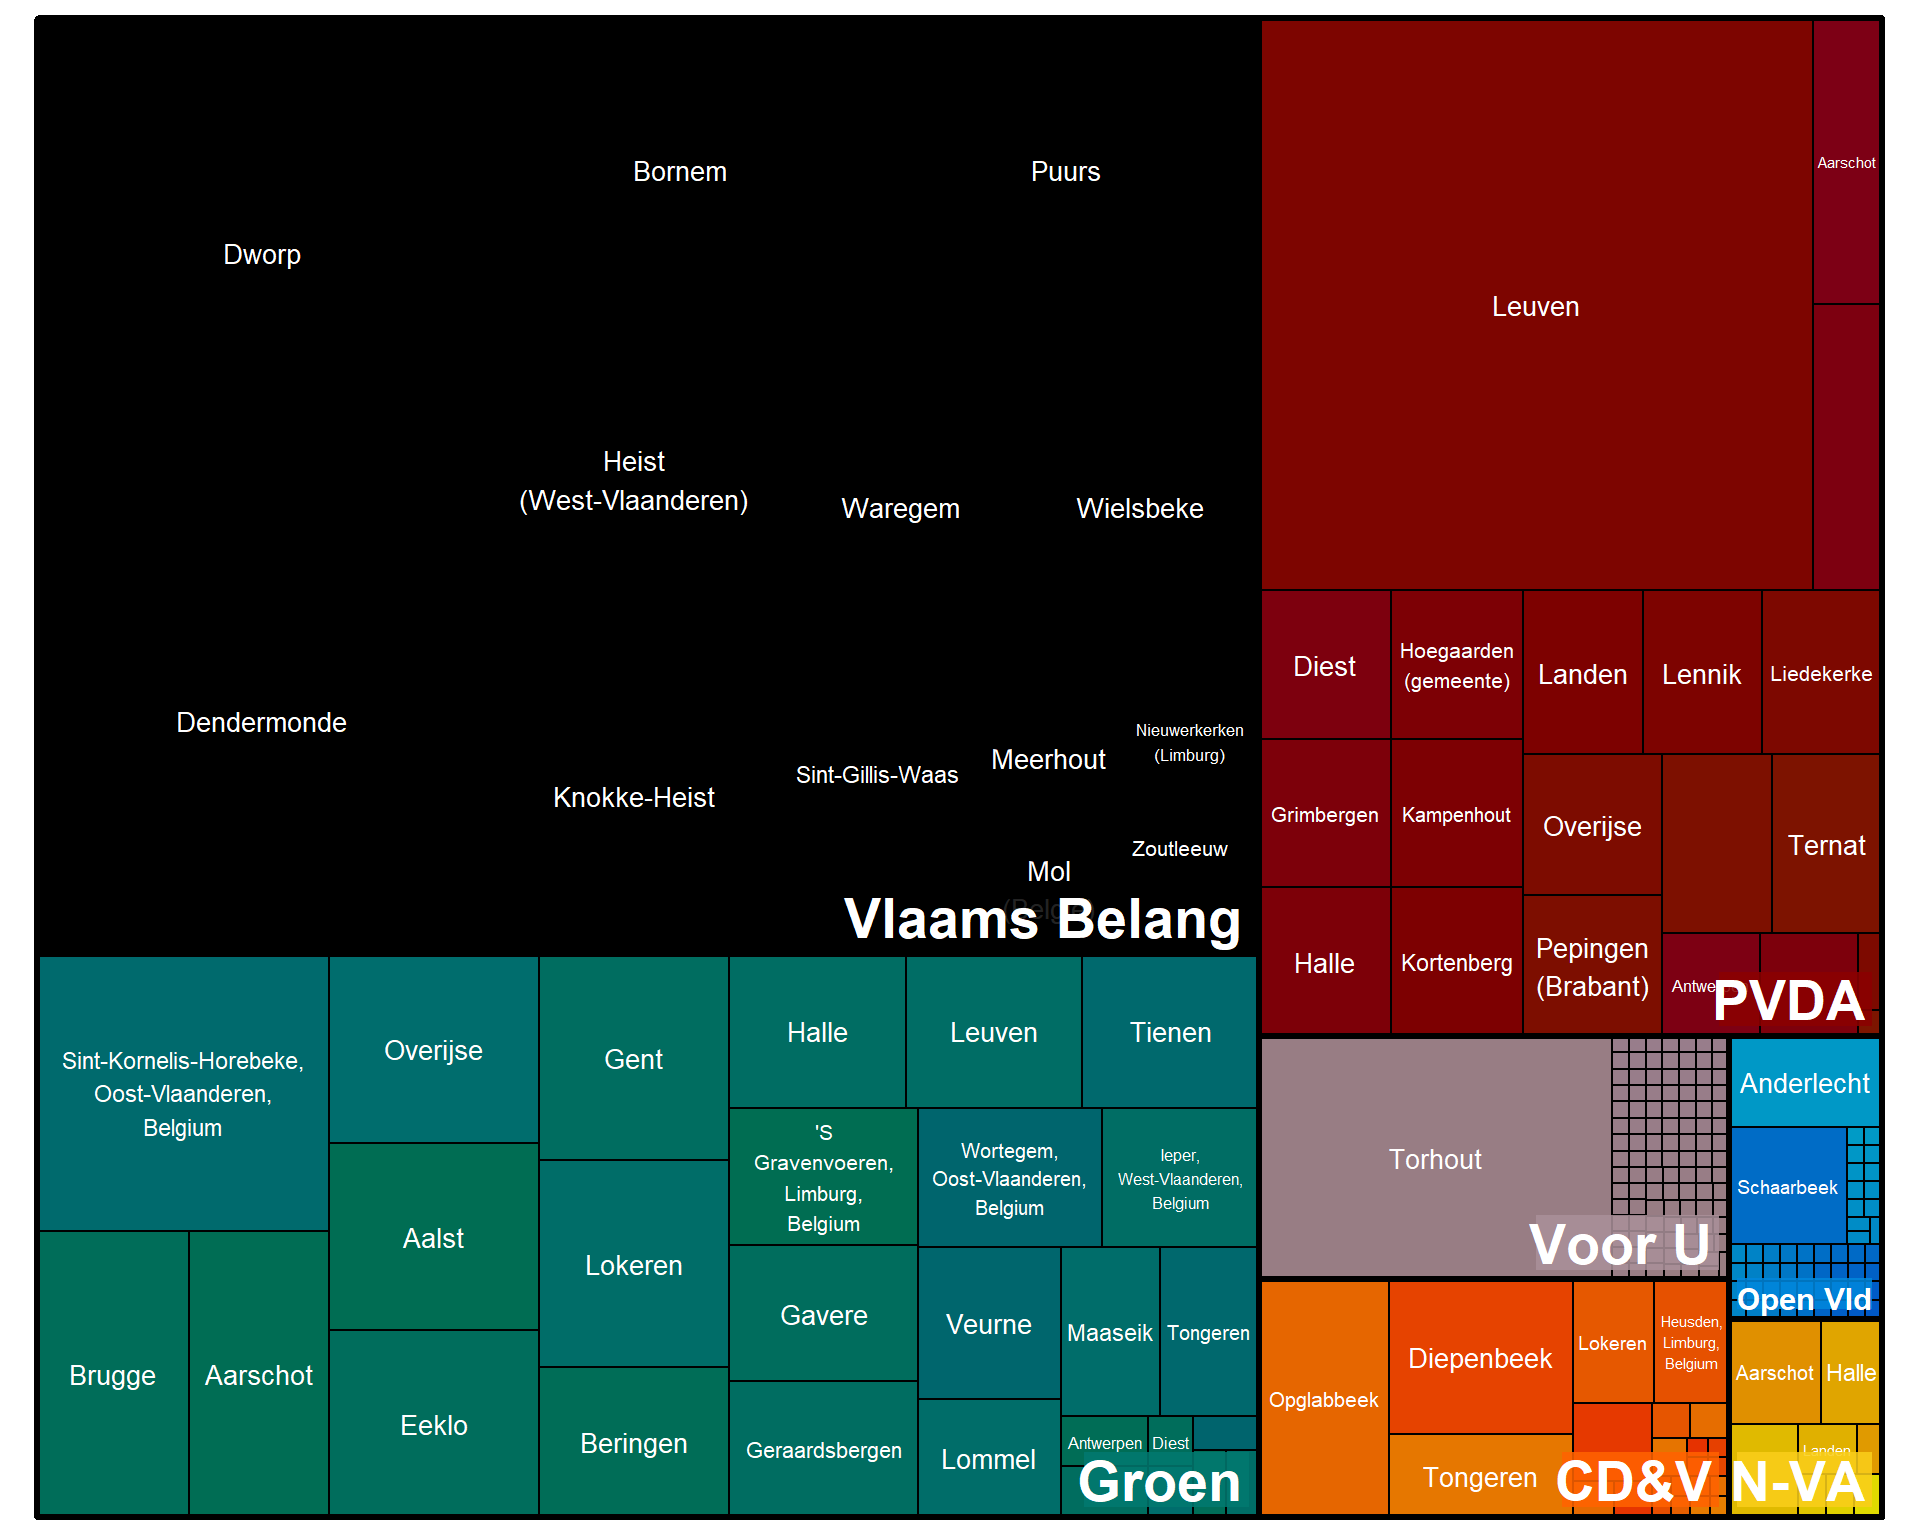 Bornem
Puurs
Dworp
Heist
(West-Vlaanderen)
Waregem
Wielsbeke
Dendermonde
Knokke-Heist
Sint-Gillis-Waas
Meerhout
Nieuwerkerken
(Limburg)
Zoutleeuw
Mol
Vlaams Belang
Leuven
Aarschot
Diest
Hoegaarden
(gemeente)
Landen
Lennik
Liedekerke
Grimbergen
Kampenhout
Overijse
Ternat
Halle
Kortenberg
Pepingen
(Brabant)
PVDA
Sint-Kornelis-Horebeke,
Oost-Vlaanderen,
Belgium
Overijse
Gent
Halle
Leuven
Tienen
Aalst
Lokeren
'S
Gravenvoeren,
Limburg,
Belgium
Wortegem,
Oost-Vlaanderen,
Belgium
Ieper,
West-Vlaanderen,
Belgium
Brugge
Aarschot
Eeklo
Beringen
Gavere
Geraardsbergen
Veurne
Lommel
Maaseik
Tongeren
Antwerpen
Diest
Groen
Torhout
Voor U
Anderlecht
Schaarbeek
Open Vld
Opglabbeek
Diepenbeek
Tongeren
Lokeren
Heusden,
Limburg,
Belgium
CD&V
Aarschot
Halle
Landen
N-VA